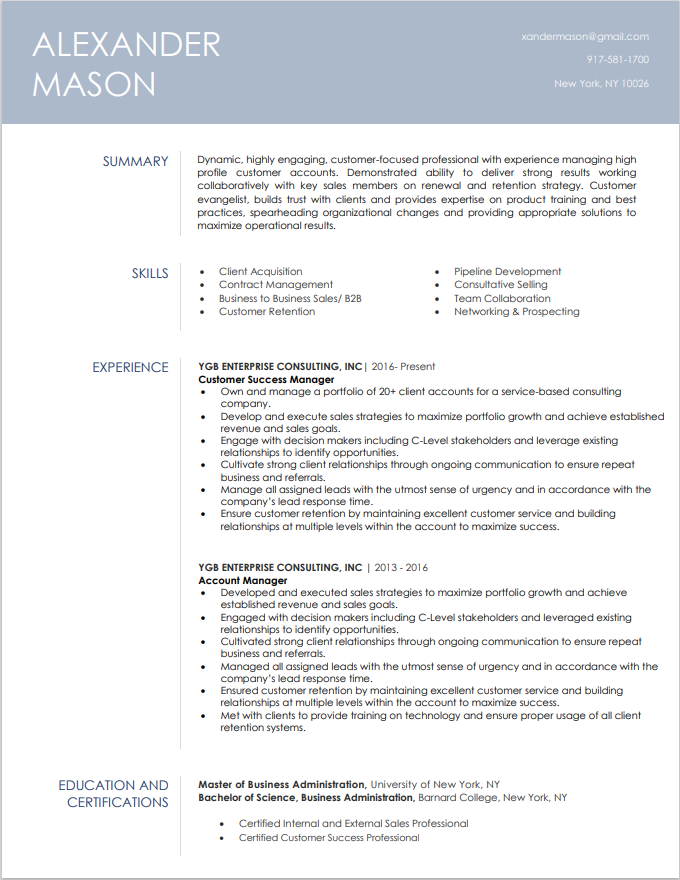 ALEXANDER
MASON
xandermason@gmail.com
917-581-1700
New York, NY 10026
SUMMARY
Dynamic, highly engaging, customer-focused professional with experience managing high
profile customer accounts. Demonstrated ability to deliver strong results working
collaboratively with key sales members on renewal and retention strategy. Customer
evangelist, builds trust with clients and provides expertise on product training and best
practices, spearheading organizational changes and providing appropriate solutions to
maximize operational results.
SKILLS
• Client Acquisition
• Contract Management
• Business to Business Sales/ B2B
• Customer Retention
• Pipeline Development
• Consultative Selling
• Team Collaboration
• Networking & Prospecting
EXPERIENCE
YGB ENTERPRISE CONSULTING, INC| 2016- Present
Customer Success Manager
• Own and manage a portfolio of 20+ client accounts for a service-based consulting
company.
• Develop and execute sales strategies to maximize portfolio growth and achieve established
revenue and sales goals.
• Engage with decision makers including C-Level stakeholders and leverage existing
relationships to identify opportunities.
• Cultivate strong client relationships through ongoing communication to ensure repeat
business and referrals.
• Manage all assigned leads with the utmost sense of urgency and in accordance with the
company's lead response time.
• Ensure customer retention by maintaining excellent customer service and building
relationships at multiple levels within the account to maximize success.
YGB ENTERPRISE CONSULTING, INC | 2013 - 2016
Account Manager
• Developed and executed sales strategies to maximize portfolio growth and achieve
established revenue and sales goals.
• Engaged with decision makers including C-Level stakeholders and leveraged existing
relationships to identify opportunities.
• Cultivated strong client relationships through ongoing communication to ensure repeat
business and referrals.
• Managed all assigned leads with the utmost sense of urgency and in accordance with the
company's lead response time.
• Ensured customer retention by maintaining excellent customer service and building
relationships at multiple levels within the account to maximize success.
• Met with clients to provide training on technology and ensure proper usage of all client
retention systems.
EDUCATION AND
CERTIFICATIONS
Master of Business Administration, University of New York, NY
Bachelor of Science, Business Administration, Barnard College, New York, NY
• Certified Internal and External Sales Professional
• Certified Customer Success Professional